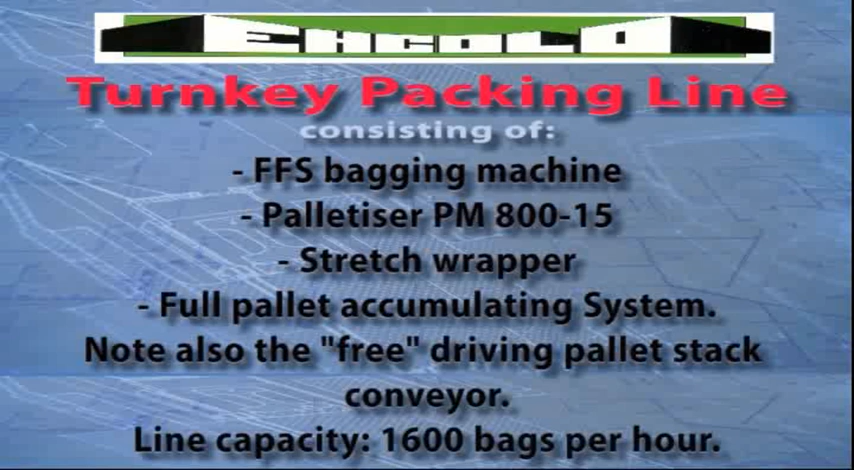 EHCOLO
Turnkey Packing Line
consisting of:
- FFS bagging machine
- Palletiser PM 800-15
- Stretch wrapper
- Full pallet accumulating System.
Note also the "free" driving pallet stack
conveyor.
Line capacity: 1600 bags per hour.